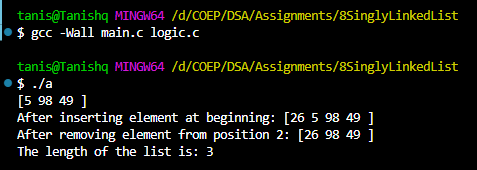 tanis@Tanishq MINGW64 /d/COEP/DSA/Assignments/8SinglyLinkedList
$ gcc -Wall main.c logic.c
tanis@Tanishq MINGW64 /d/COEP/DSA/Assignments/8SinglyLinkedList
$ ./a
[5 98 49 ]
After inserting element at beginning: [26 5 98 49 ]
After removing element from position 2: [26 98 49 ]
The length of the list is: 3